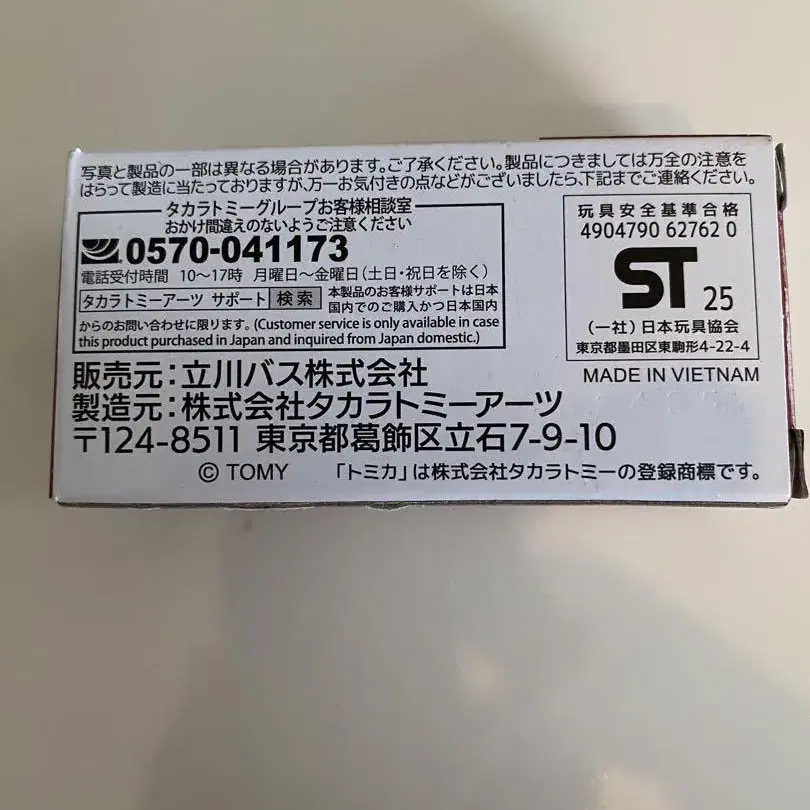 写真と製品の一部は異なる場合があります。ご了承ください。製品につきましては万全の注意を
はらって製造に当たっておりますが、万一お気付きの点などがございましたら、下記までご連絡ください。
タカラトミーグループお客様相談室
おかけ間違えのないようご注意ください
0570-041173
電話受付時間 10～17時 月曜日～金曜日(土日・祝日を除く)
タカラトミーアーツ サポート 検索
本製品のお客様サポートは日本
国内でのご購入かつ日本国内
からのお問い合わせに限ります。(Customer service is only available in case
this product purchased in Japan and inquired from Japan domestic.)
玩具安全基準合格
4904790 62762 0
ST 25
(一社)日本玩具協会
東京都墨田区東駒形4-22-4
MADE IN VIETNAM
販売元:立川バス株式会社
製造元:株式会社タカラトミーアーツ
〒124-8511 東京都葛飾区立石7-9-10
© TOMY 「トミカ」は株式会社タカラトミーの登録商標です。